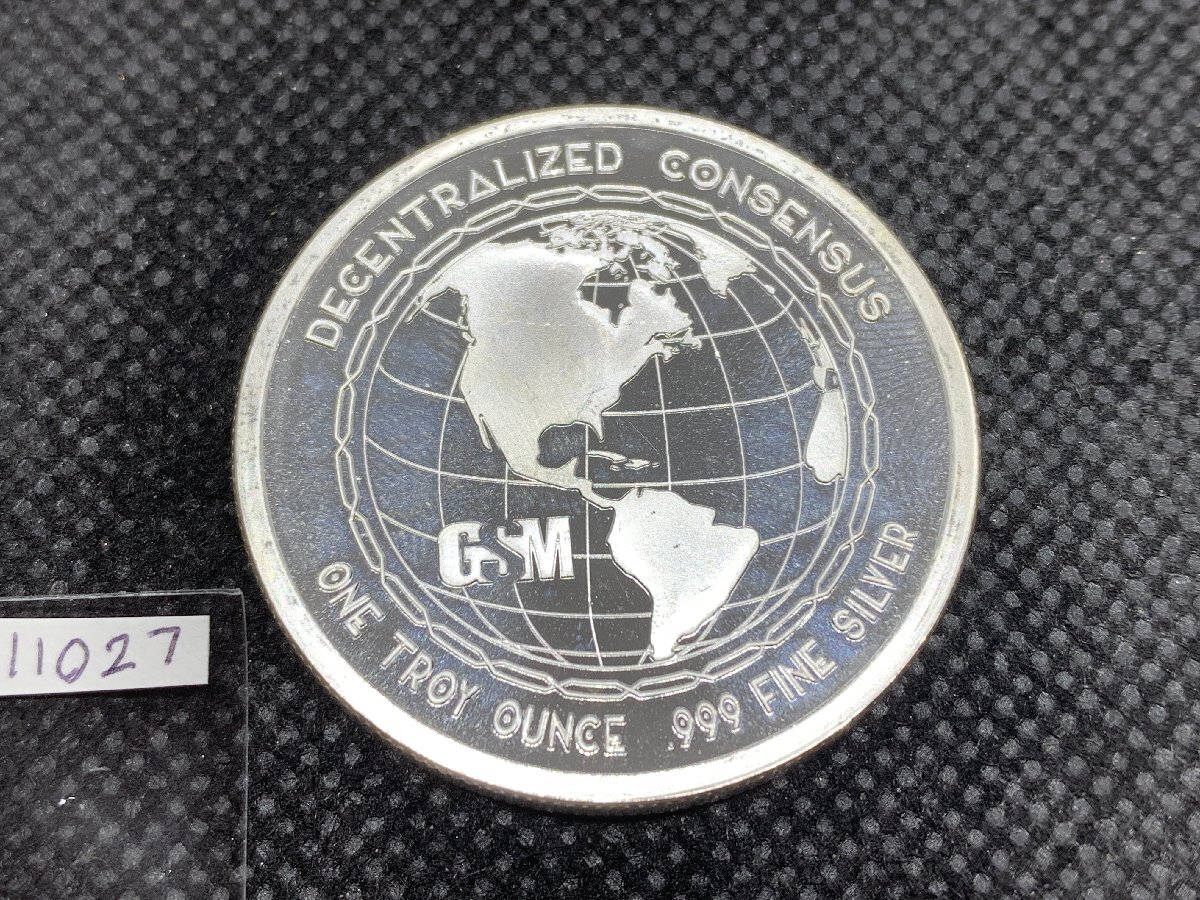 DECENTRALIZED CONSENSUS
GSM
ONE TROY OUNCE .999 FINE SILVER
11027